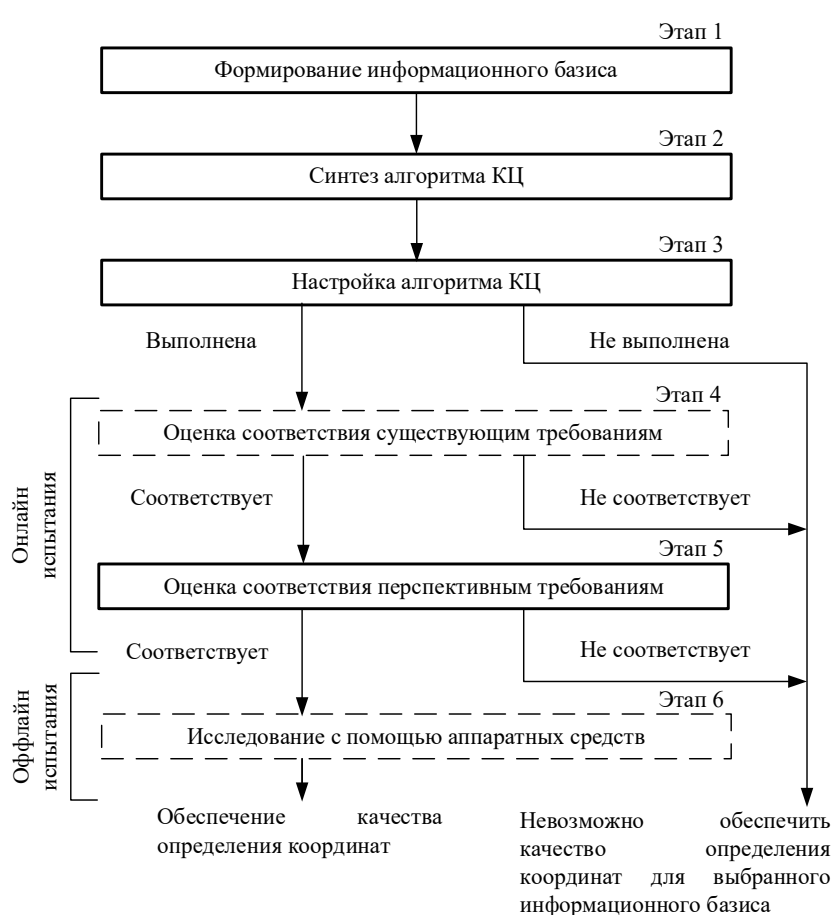 Этап 1
Формирование информационного базиса
Этап 2
Синтез алгоритма КЦ
Этап 3
Настройка алгоритма КЦ
Выполнена
Не выполнена
Этап 4
Оценка соответствия существующим требованиям
Соответствует
Не соответствует
Онлайн
испытания
Этап 5
Оценка соответствия перспективным требованиям
Соответствует
Не соответствует
Оффлайн
испытания
Этап 6
Исследование с помощью аппаратных средств
Обеспечение качества
определения координат
Невозможно обеспечить
качество определения
координат для выбранного
информационного базиса